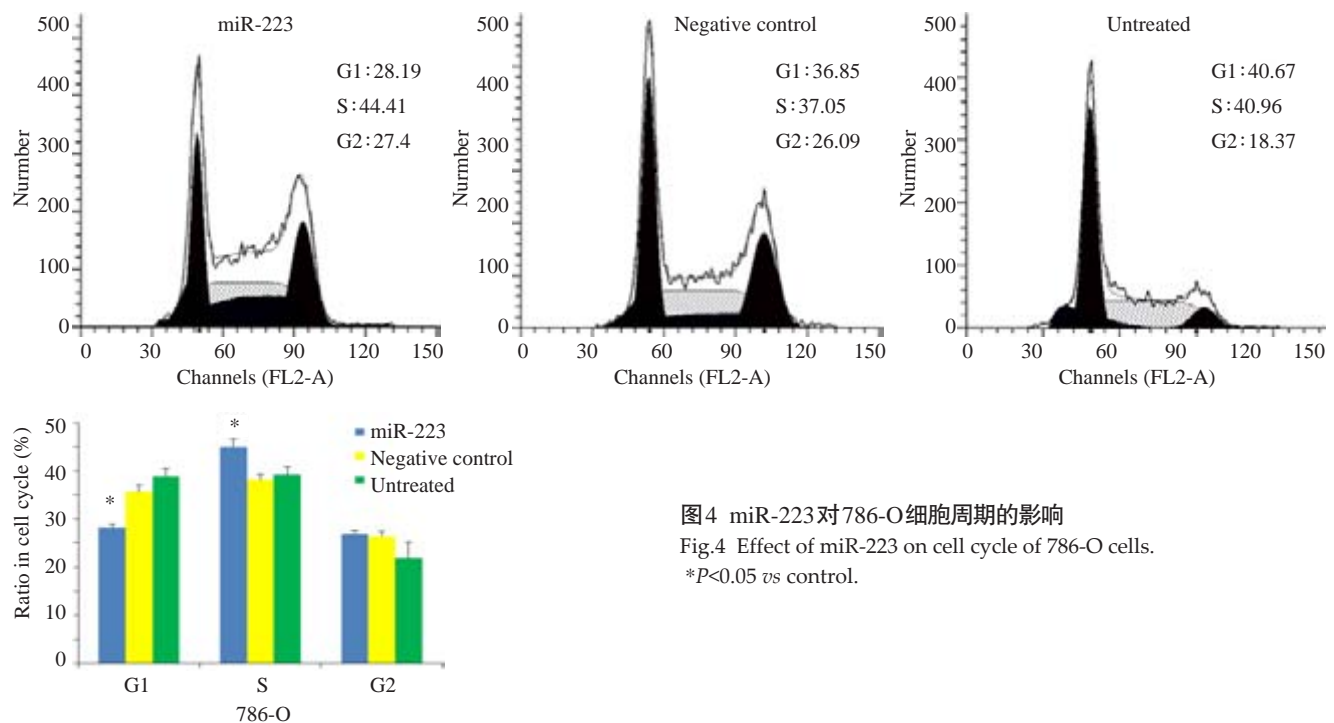 miR-223
500
400
300
200
100
0
Nurmber
G1:28.19
S:44.41
G2:27.4
0 30 60 90 120 150
Channels (FL2-A)
Negative control
500
400
300
200
100
0
Nurmber
G1:36.85
S:37.05
G2:26.09
0 30 60 90 120 150
Channels (FL2-A)
Untreated
500
400
300
200
100
0
Nurmber
G1:40.67
S:40.96
G2:18.37
0 30 60 90 120 150
Channels (FL2-A)
Ratio in cell cycle (%)
50
40
30
20
10
0
*
*
miR-223
Negative control
Untreated
G1 S G2
786-O
图4 miR-223对786-O细胞周期的影响
Fig.4 Effect of miR-223 on cell cycle of 786-O cells.
*P<0.05 vs control.